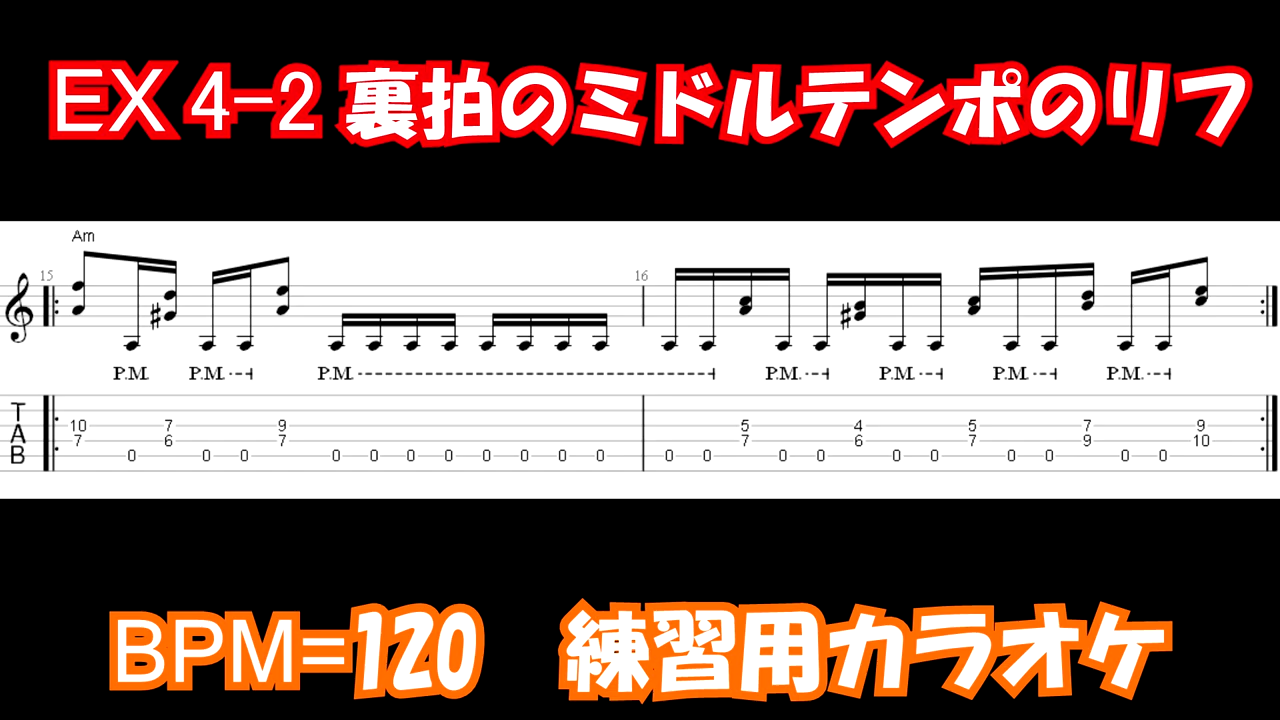 EX 4-2 裏拍のミドルテンポのリフ
Am
15 16
P.M. P.M. P.M. P.M. P.M. P.M. P.M.
T
A
B
10 7 9 5 4 5 7 9
7 6 7 7 6 7 9 10
0 0 0 0 0 0 0 0 0 0 0 0 0 0 0 0 0 0 0 0 0 0
BPM=120 練習用カラオケ